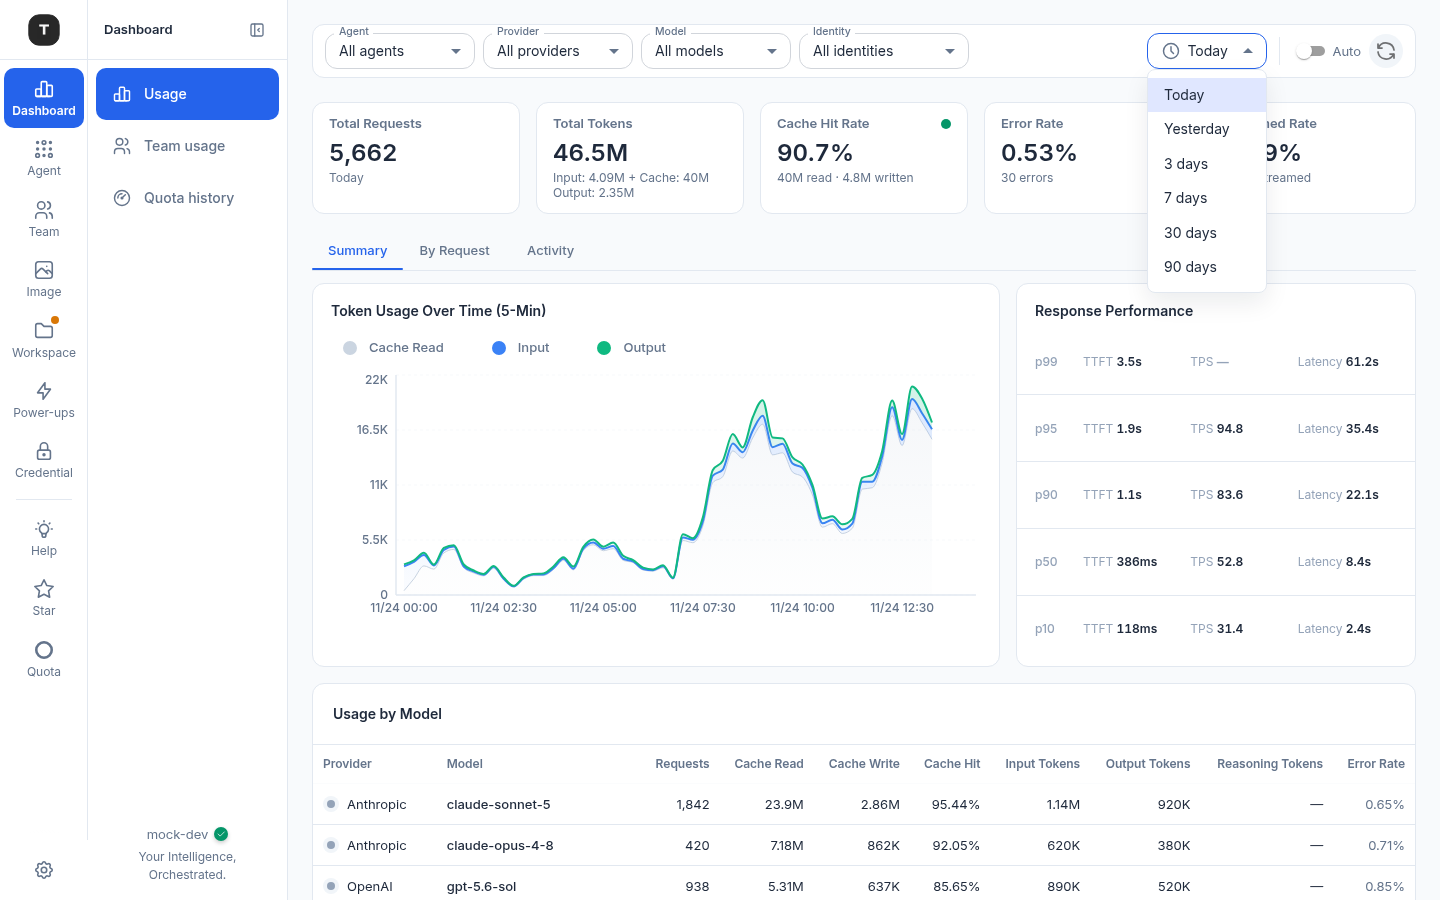 T
Dashboard
Agent
Team
Image
Workspace
Power-ups
Credential
Help
Star
Quota
Dashboard
Usage
Team usage
Quota history
mock-dev
Your Intelligence,
Orchestrated.
Agent
All agents
Provider
All providers
Model
All models
Identity
All identities
Today
Auto
Today
Yesterday
3 days
7 days
30 days
90 days
Total Requests
5,662
Today
Total Tokens
46.5M
Input: 4.09M + Cache: 40M
Output: 2.35M
Cache Hit Rate
90.7%
40M read · 4.8M written
Error Rate
0.53%
30 errors
Rate
9%
Summary By Request Activity
Token Usage Over Time (5-Min)
Cache Read Input Output
22K
16.5K
11K
5.5K
0
11/24 00:00 11/24 02:30 11/24 05:00 11/24 07:30 11/24 10:00 11/24 12:30
Response Performance
p99 TTFT 3.5s TPS — Latency 61.2s
p95 TTFT 1.9s TPS 94.8 Latency 35.4s
p90 TTFT 1.1s TPS 83.6 Latency 22.1s
p50 TTFT 386ms TPS 52.8 Latency 8.4s
p10 TTFT 118ms TPS 31.4 Latency 2.4s
Usage by Model
Provider Model Requests Cache Read Cache Write Cache Hit Input Tokens Output Tokens Reasoning Tokens Error Rate
Anthropic claude-sonnet-5 1,842 23.9M 2.86M 95.44% 1.14M 920K — 0.65%
Anthropic claude-opus-4-8 420 7.18M 862K 92.05% 620K 380K — 0.71%
OpenAI gpt-5.6-sol 938 5.31M 637K 85.65% 890K 520K — 0.85%